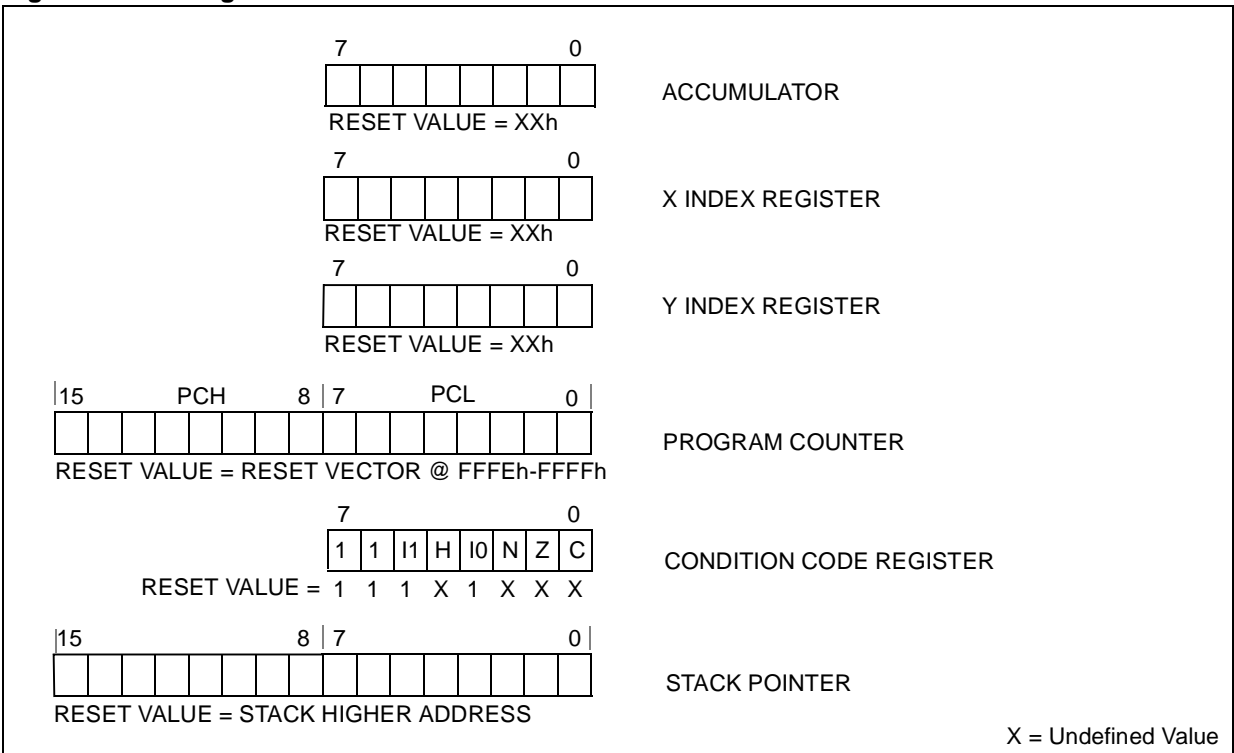 7 0
ACCUMULATOR
RESET VALUE = XXh
7 0
X INDEX REGISTER
RESET VALUE = XXh
7 0
Y INDEX REGISTER
RESET VALUE = XXh
15 PCH 8 7 PCL 0
PROGRAM COUNTER
RESET VALUE = RESET VECTOR @ FFFEh-FFFFh
7 0
1 1 I1 H I0 N Z C
CONDITION CODE REGISTER
RESET VALUE = 1 1 1 X 1 X X X
15 8 7 0
STACK POINTER
RESET VALUE = STACK HIGHER ADDRESS
X = Undefined Value